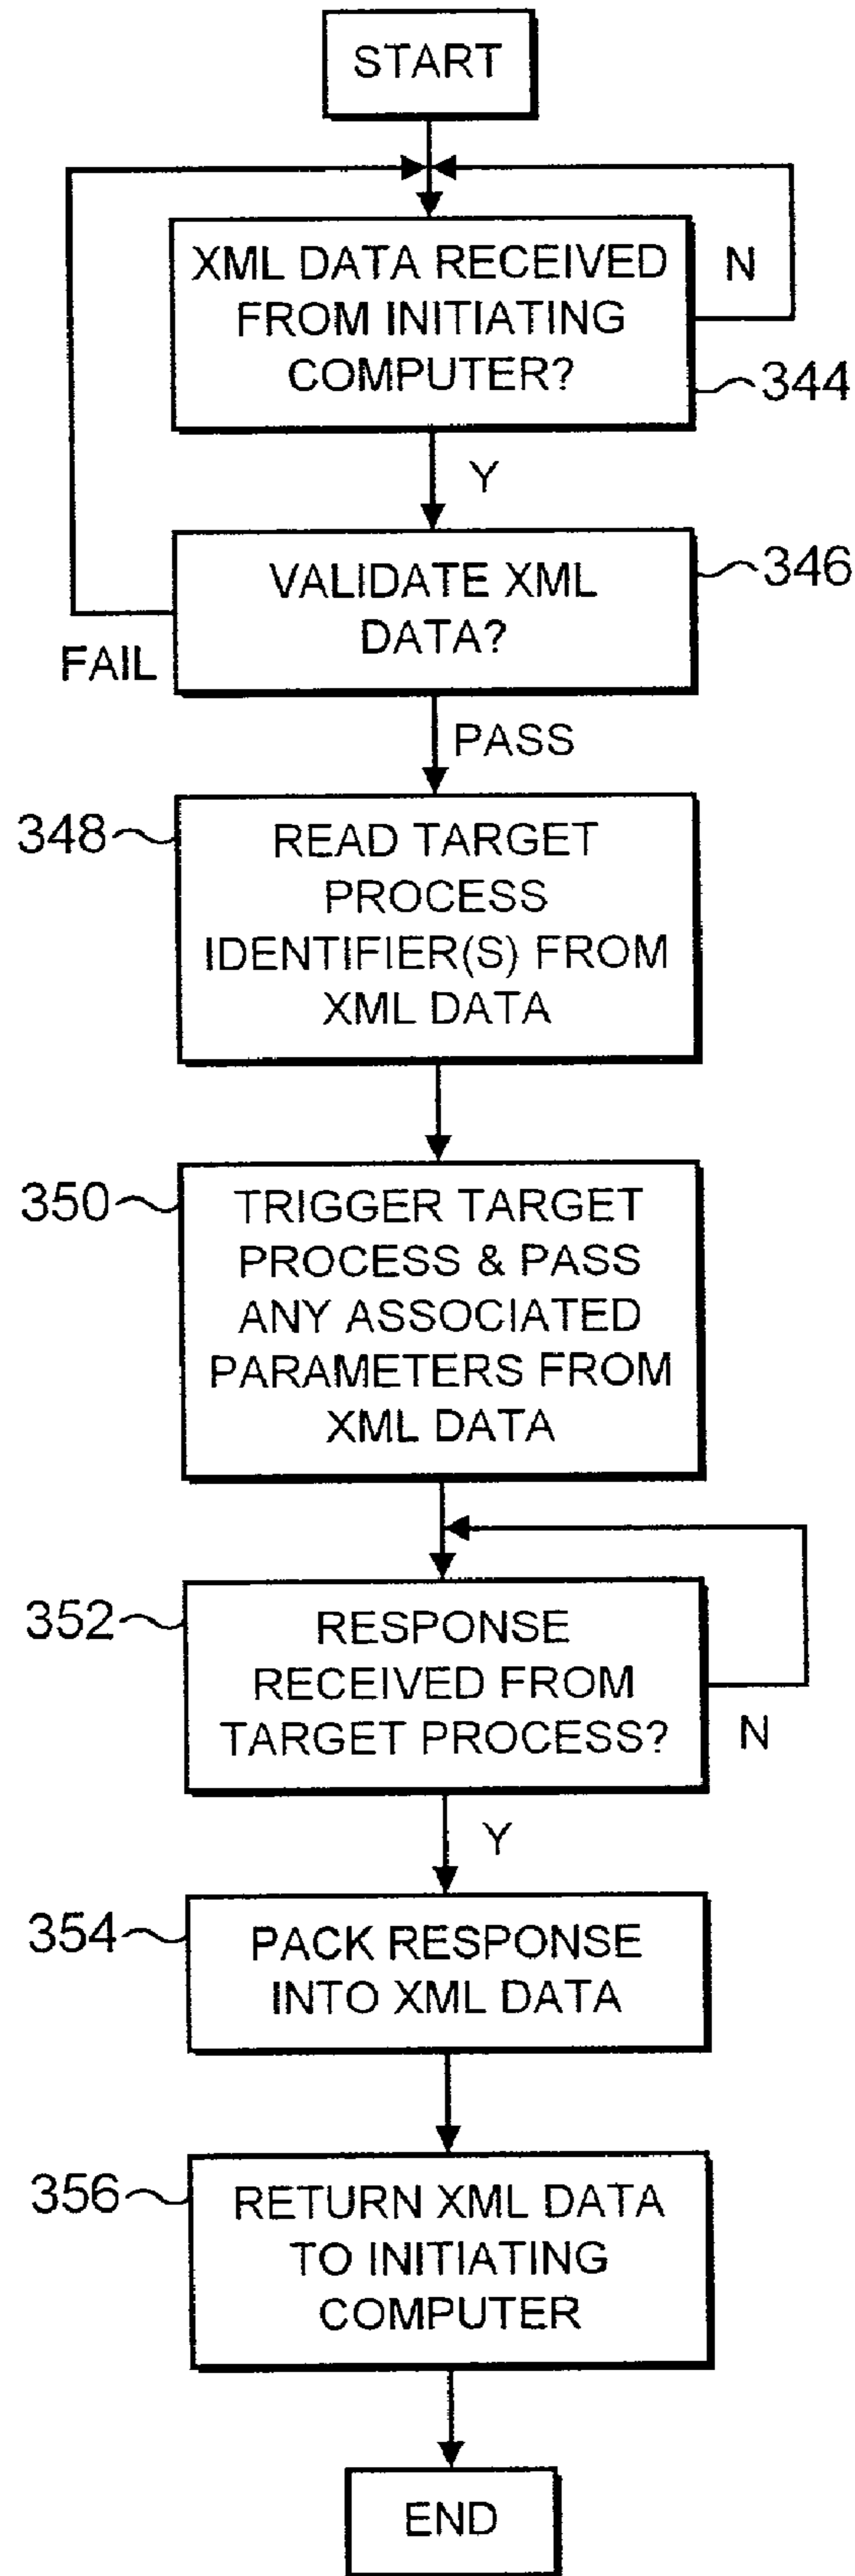 START
XML DATA RECEIVED
FROM INITIATING
COMPUTER?
N
344
Y
VALIDATE XML
DATA?
346
FAIL
PASS
348
READ TARGET
PROCESS
IDENTIFIER(S) FROM
XML DATA
350
TRIGGER TARGET
PROCESS & PASS
ANY ASSOCIATED
PARAMETERS FROM
XML DATA
352
RESPONSE
RECEIVED FROM
TARGET PROCESS?
N
Y
354
PACK RESPONSE
INTO XML DATA
356
RETURN XML DATA
TO INITIATING
COMPUTER
END